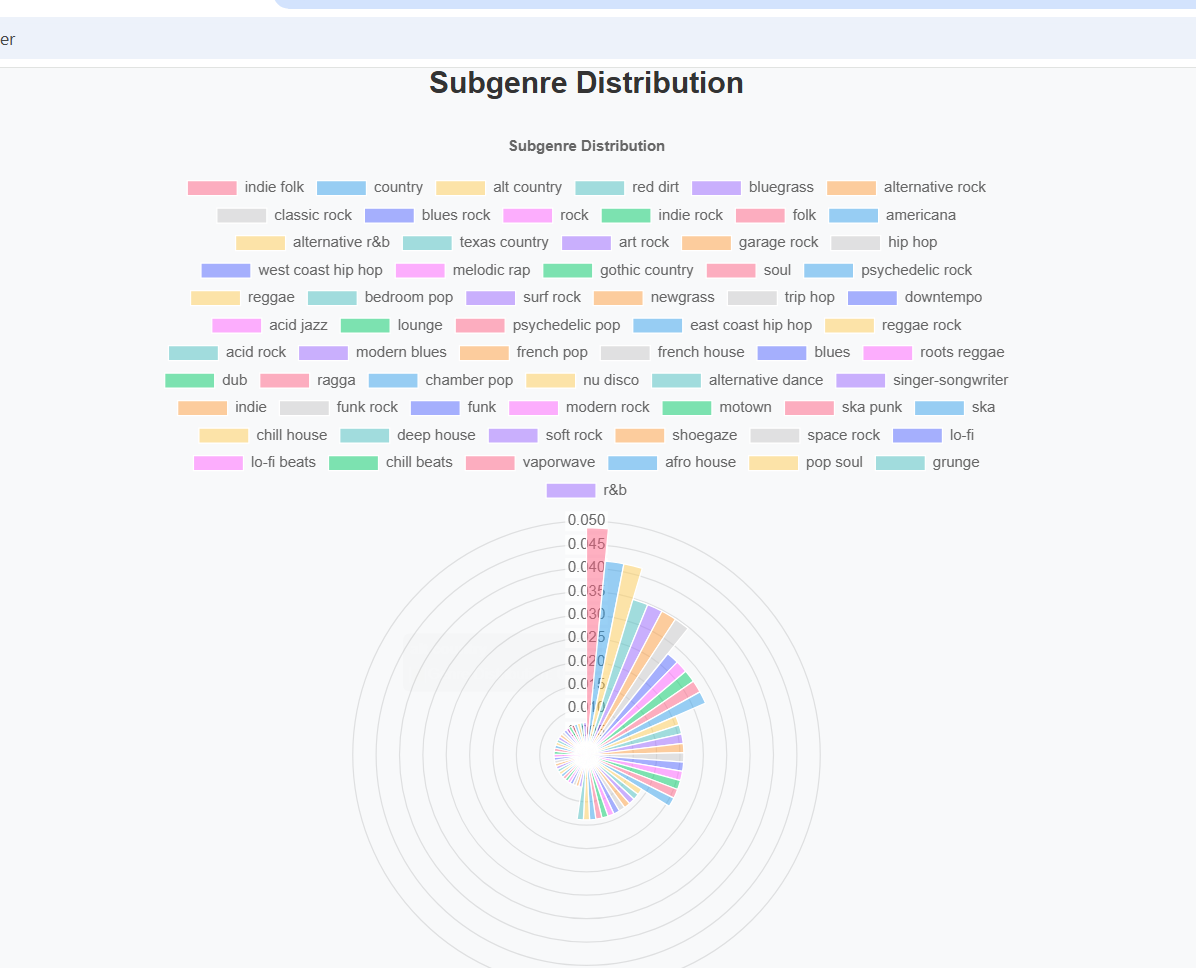 er
Subgenre Distribution
Subgenre Distribution
indie folk country alt country red dirt bluegrass alternative rock
classic rock blues rock rock indie rock folk americana
alternative r&b texas country art rock garage rock hip hop
west coast hip hop melodic rap gothic country soul psychedelic rock
reggae bedroom pop surf rock newgrass trip hop downtempo
acid jazz lounge psychedelic pop east coast hip hop reggae rock
acid rock modern blues french pop french house blues roots reggae
dub ragga chamber pop nu disco alternative dance singer-songwriter
indie funk rock funk modern rock motown ska punk ska
chill house deep house soft rock shoegaze space rock lo-fi
lo-fi beats chill beats vaporwave afro house pop soul grunge
r&b
0.050
0.045
0.040
0.035
0.030
0.025
0.020
0.015
0.010